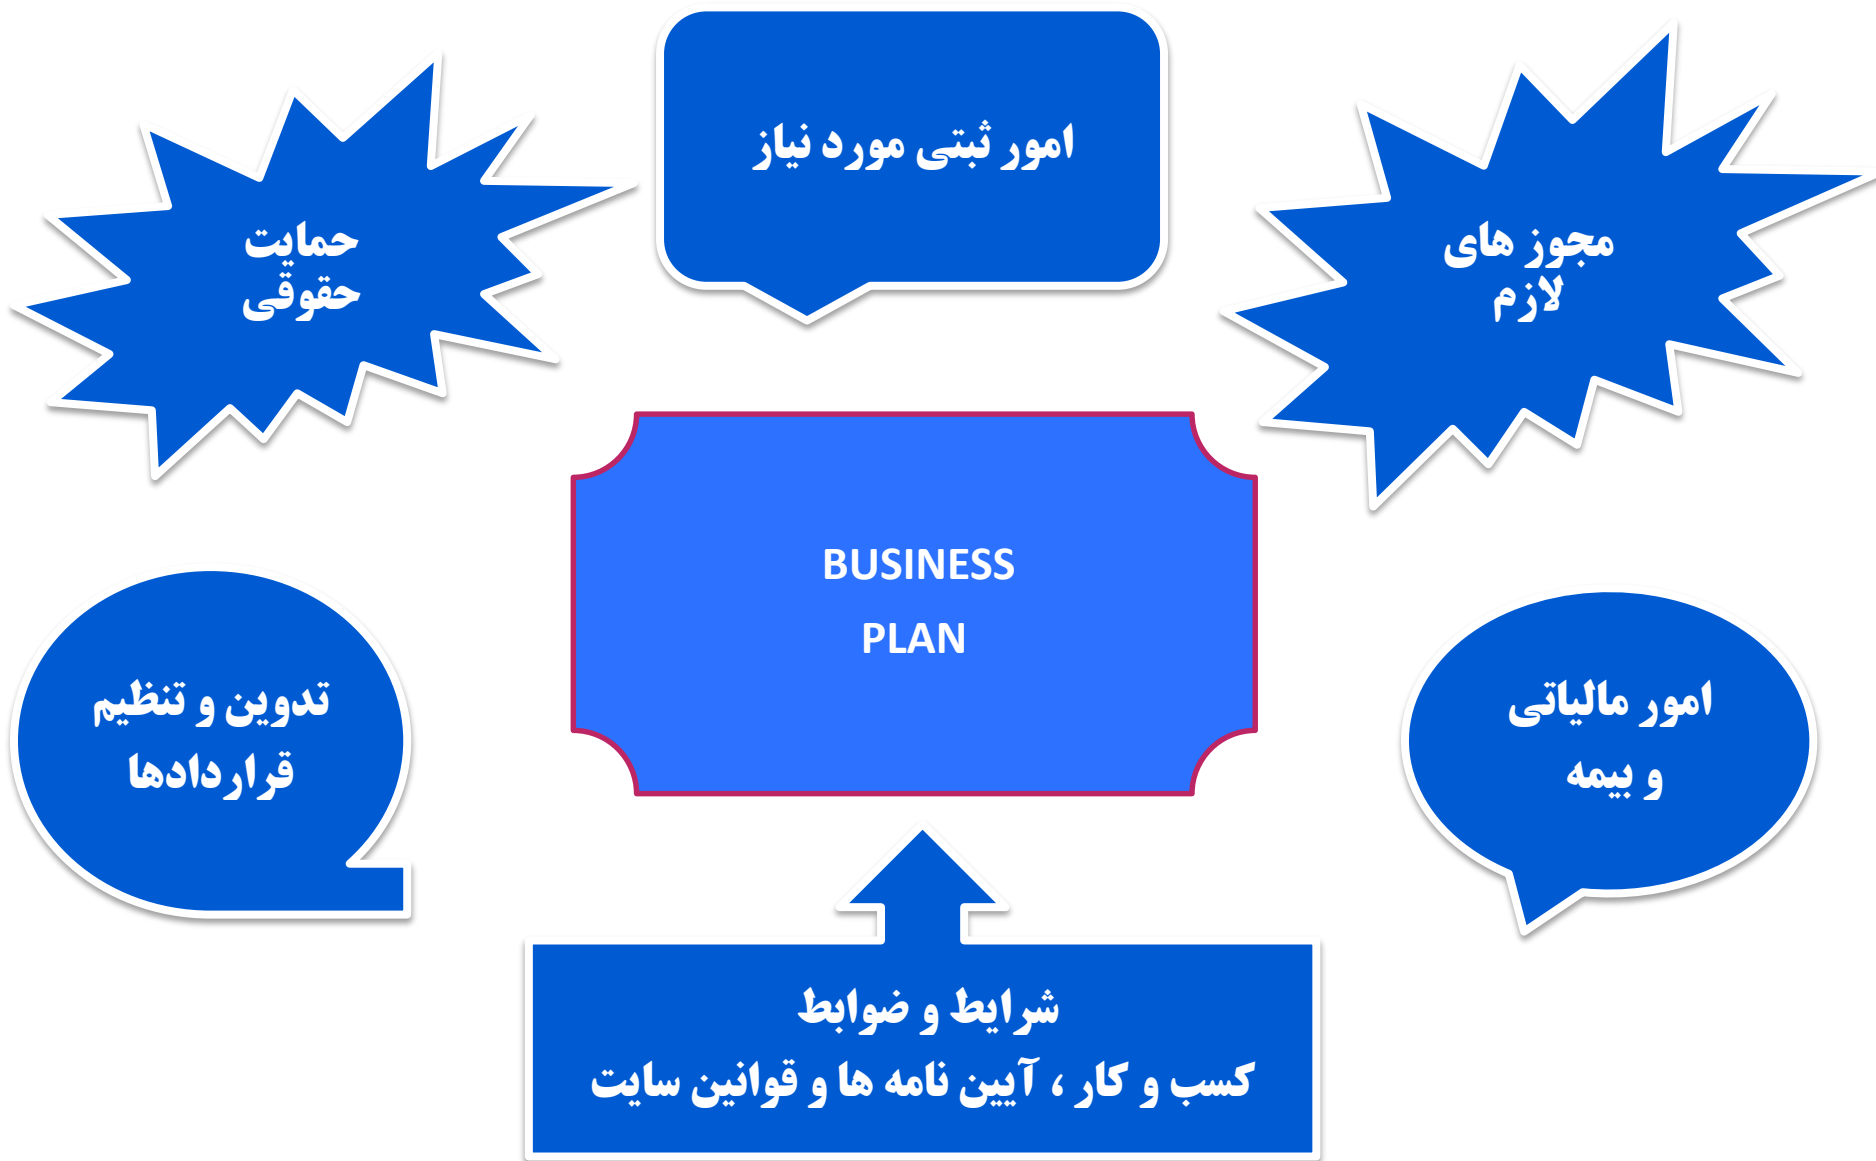 امور ثبتی مورد نیاز
مجوز های
لازم
حمایت
حقوقی
BUSINESS
PLAN
امور مالیاتی
و بیمه
تدوین و تنظیم
قراردادها
شرایط و ضوابط
کسب و کار ، آیین نامه ها و قوانین سایت